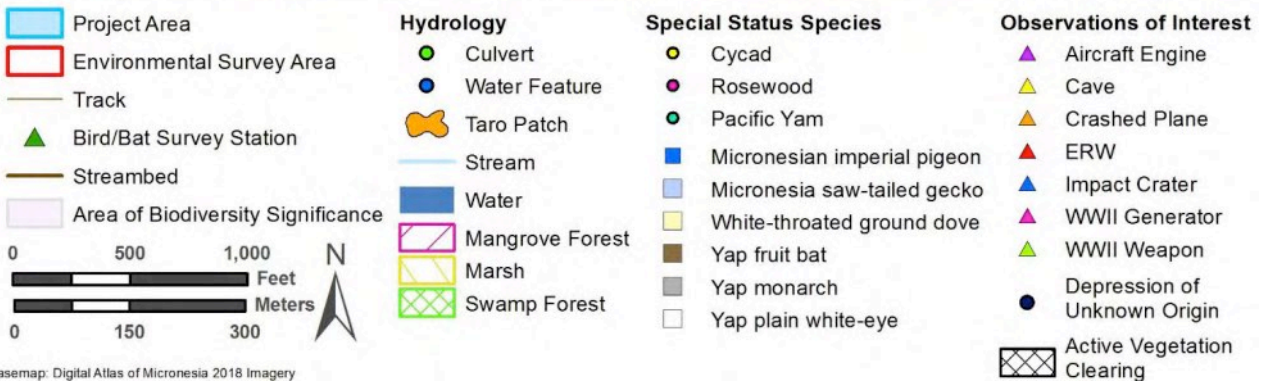 Project Area
Environmental Survey Area
Track
Bird/Bat Survey Station
Streambed
Area of Biodiversity Significance
0 500 1,000
Feet
Meters
0 150 300
N
Hydrology
Culvert
Water Feature
Taro Patch
Stream
Water
Mangrove Forest
Marsh
Swamp Forest
Special Status Species
Cycad
Rosewood
Pacific Yam
Micronesian imperial pigeon
Micronesia saw-tailed gecko
White-throated ground dove
Yap fruit bat
Yap monarch
Yap plain white-eye
Observations of Interest
Aircraft Engine
Cave
Crashed Plane
ERW
Impact Crater
WWII Generator
WWII Weapon
Depression of
Unknown Origin
Active Vegetation
Clearing
asemap: Digital Atlas of Micronesia 2018 Imagery